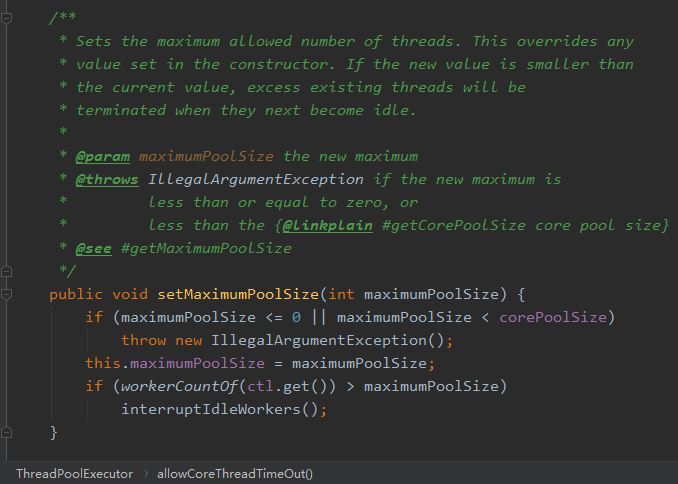 /**
* Sets the maximum allowed number of threads. This overrides any
* value set in the constructor. If the new value is smaller than
* the current value, excess existing threads will be
* terminated when they next become idle.
*
* @param maximumPoolSize the new maximum
* @throws IllegalArgumentException if the new maximum is
*         less than or equal to zero, or
*         less than the {@linkplain #getCorePoolSize core pool size}
* @see #getMaximumPoolSize
*/
public void setMaximumPoolSize(int maximumPoolSize) {
    if (maximumPoolSize <= 0 || maximumPoolSize < corePoolSize)
        throw new IllegalArgumentException();
    this.maximumPoolSize = maximumPoolSize;
    if (workerCountOf(ctl.get()) > maximumPoolSize)
        interruptIdleWorkers();
}
ThreadPoolExecutor › allowCoreThreadTimeOut()